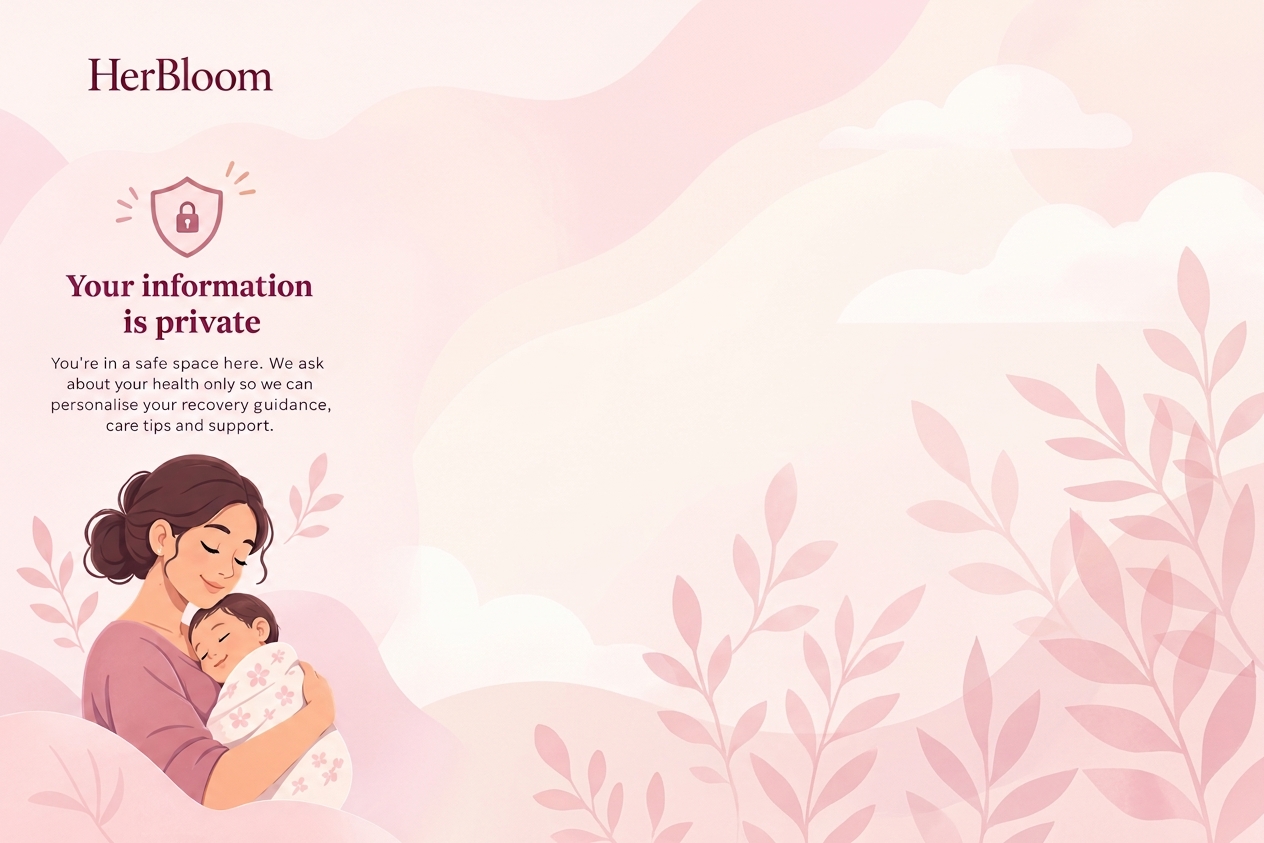 HerBloom
Your information
is private
You're in a safe space here. We ask
about your health only so we can
personalise your recovery guidance,
care tips and support.